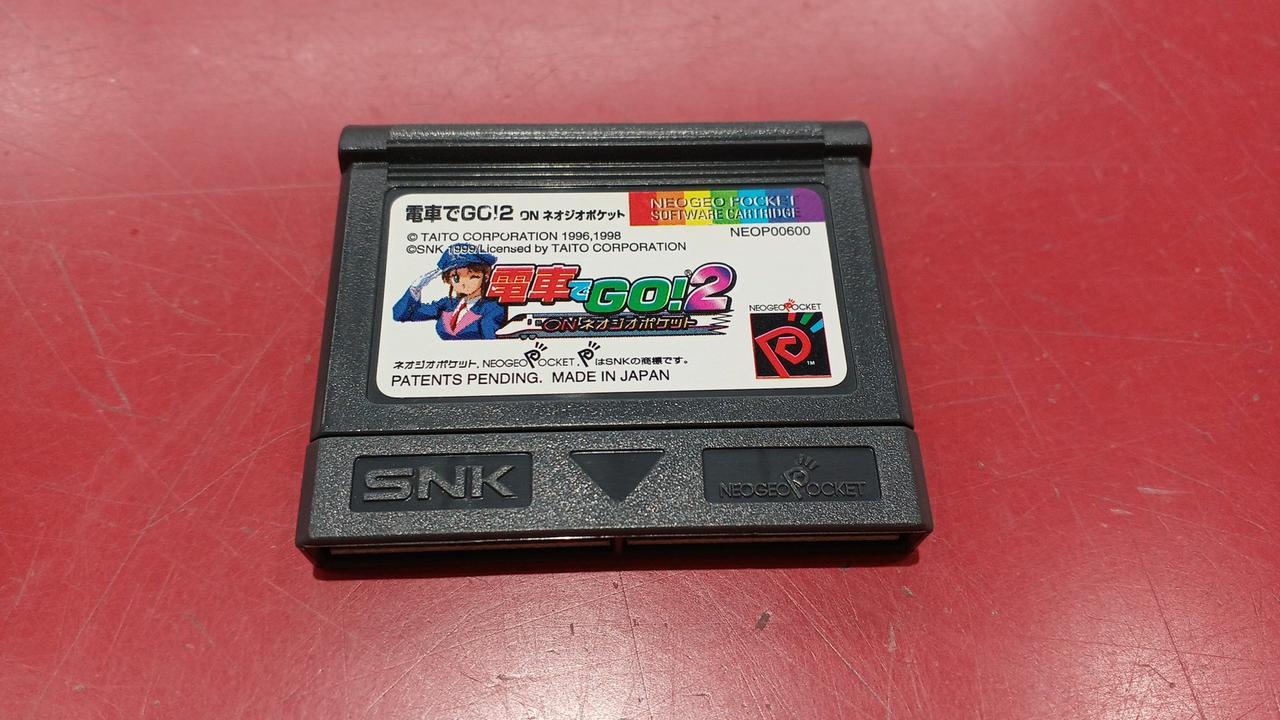 電車でGO!2 ON ネオジオポケット
NEOGEO POCKET
SOFTWARE CARTRIDGE
NEOP00600
© TAITO CORPORATION 1996,1998
©SNK 1999/Licensed by TAITO CORPORATION
電車でGO!2
ON ネオジオポケット
NEOGEO POCKET
TM
ネオジオポケット, NEOGEO POCKET, PはSNKの商標です。
PATENTS PENDING. MADE IN JAPAN
SNK
NEOGEO POCKET